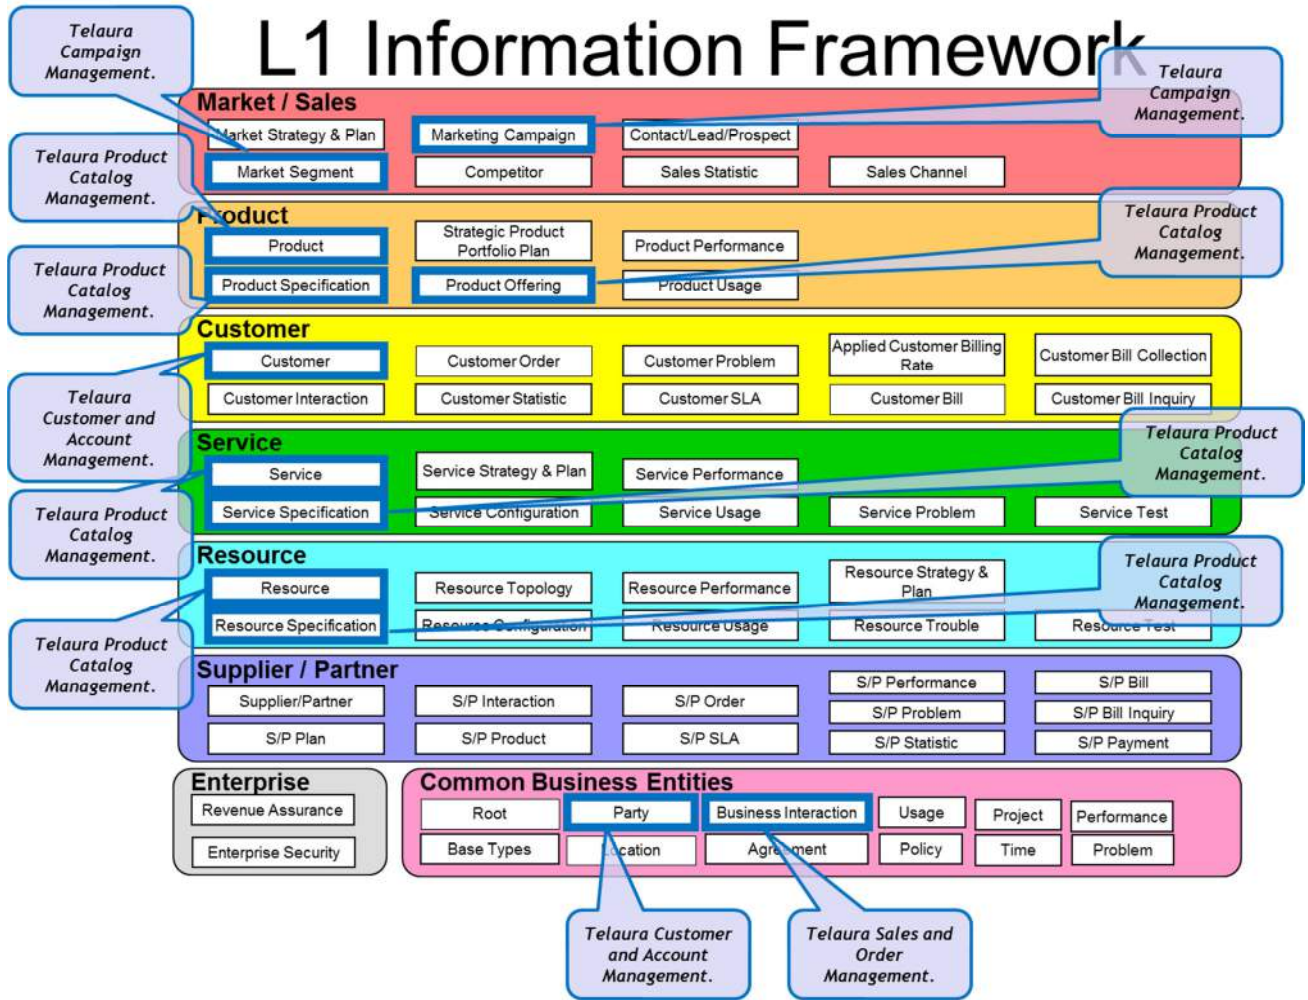 L1 Information Framework
Telaura
Campaign
Management.
Telaura
Campaign
Management.
Market / Sales
Market Strategy & Plan
Marketing Campaign
Contact/Lead/Prospect
Market Segment
Competitor
Sales Statistic
Sales Channel
Telaura Product
Catalog
Management.
Telaura Product
Catalog
Management.
Product
Product
Strategic Product
Portfolio Plan
Product Performance
Product Specification
Product Offering
Product Usage
Telaura Product
Catalog
Management.
Customer
Customer
Customer Order
Customer Problem
Applied Customer Billing
Rate
Customer Bill Collection
Customer Interaction
Customer Statistic
Customer SLA
Customer Bill
Customer Bill Inquiry
Telaura
Customer and
Account
Management.
Telaura Product
Catalog
Management.
Service
Service
Service Strategy & Plan
Service Performance
Service Specification
Service Configuration
Service Usage
Service Problem
Service Test
Telaura Product
Catalog
Management.
Telaura Product
Catalog
Management.
Resource
Resource
Resource Topology
Resource Performance
Resource Strategy &
Plan
Resource Specification
Resource Configuration
Resource Usage
Resource Trouble
Resource Test
Telaura Product
Catalog
Management.
Supplier / Partner
Supplier/Partner
S/P Interaction
S/P Order
S/P Performance
S/P Bill
S/P Problem
S/P Bill Inquiry
S/P Plan
S/P Product
S/P SLA
S/P Statistic
S/P Payment
Enterprise
Revenue Assurance
Enterprise Security
Common Business Entities
Root
Party
Business Interaction
Usage
Project
Performance
Base Types
Location
Agreement
Policy
Time
Problem
Telaura Customer
and Account
Management.
Telaura Sales and
Order
Management.